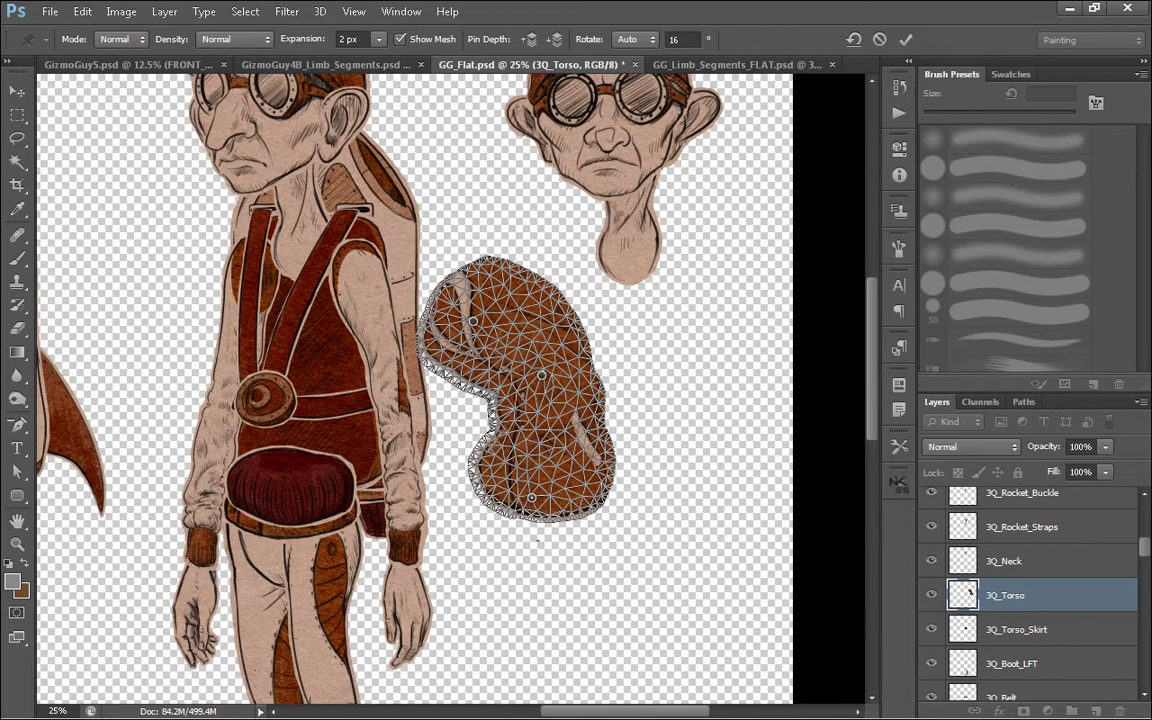 Ps File Edit Image Layer Type Select Filter 3D View Window Help
Mode: Normal Density: Normal Expansion: 2 px Show Mesh Pin Depth: Rotate: Auto 16 ° Painting
GizmoGuy5.psd @ 12.5% (FRONT_ × GizmoGuy4B_Limb_Segments.psd ... × GG_Flat.psd @ 25% (3Q_Torso, RGB/8) * × GG_Limb_Segments_FLAT.psd @ 3... ×
Brush Presets Swatches
Size:
50
Layers Channels Paths
Kind
Normal Opacity: 100%
Lock: Fill: 100%
3Q_Rocket_Buckle
3Q_Rocket_Straps
3Q_Neck
3Q_Torso
3Q_Torso_Skirt
3Q_Boot_LFT
3Q_Belt
25% Doc: 84.2M/499.4M